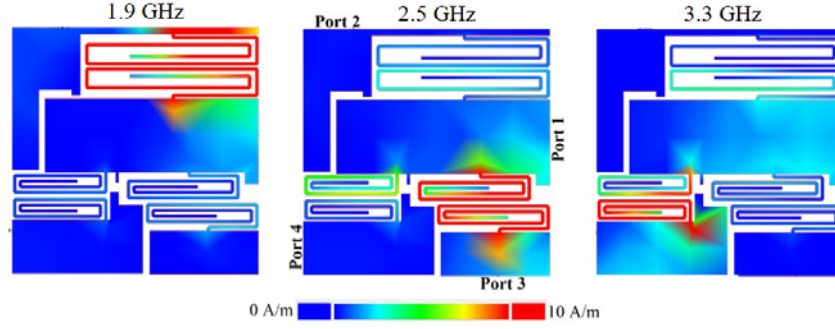 1.9 GHz
2.5 GHz
3.3 GHz
Port 2
Port 1
Port 4
Port 3
0 A/m
10 A/m